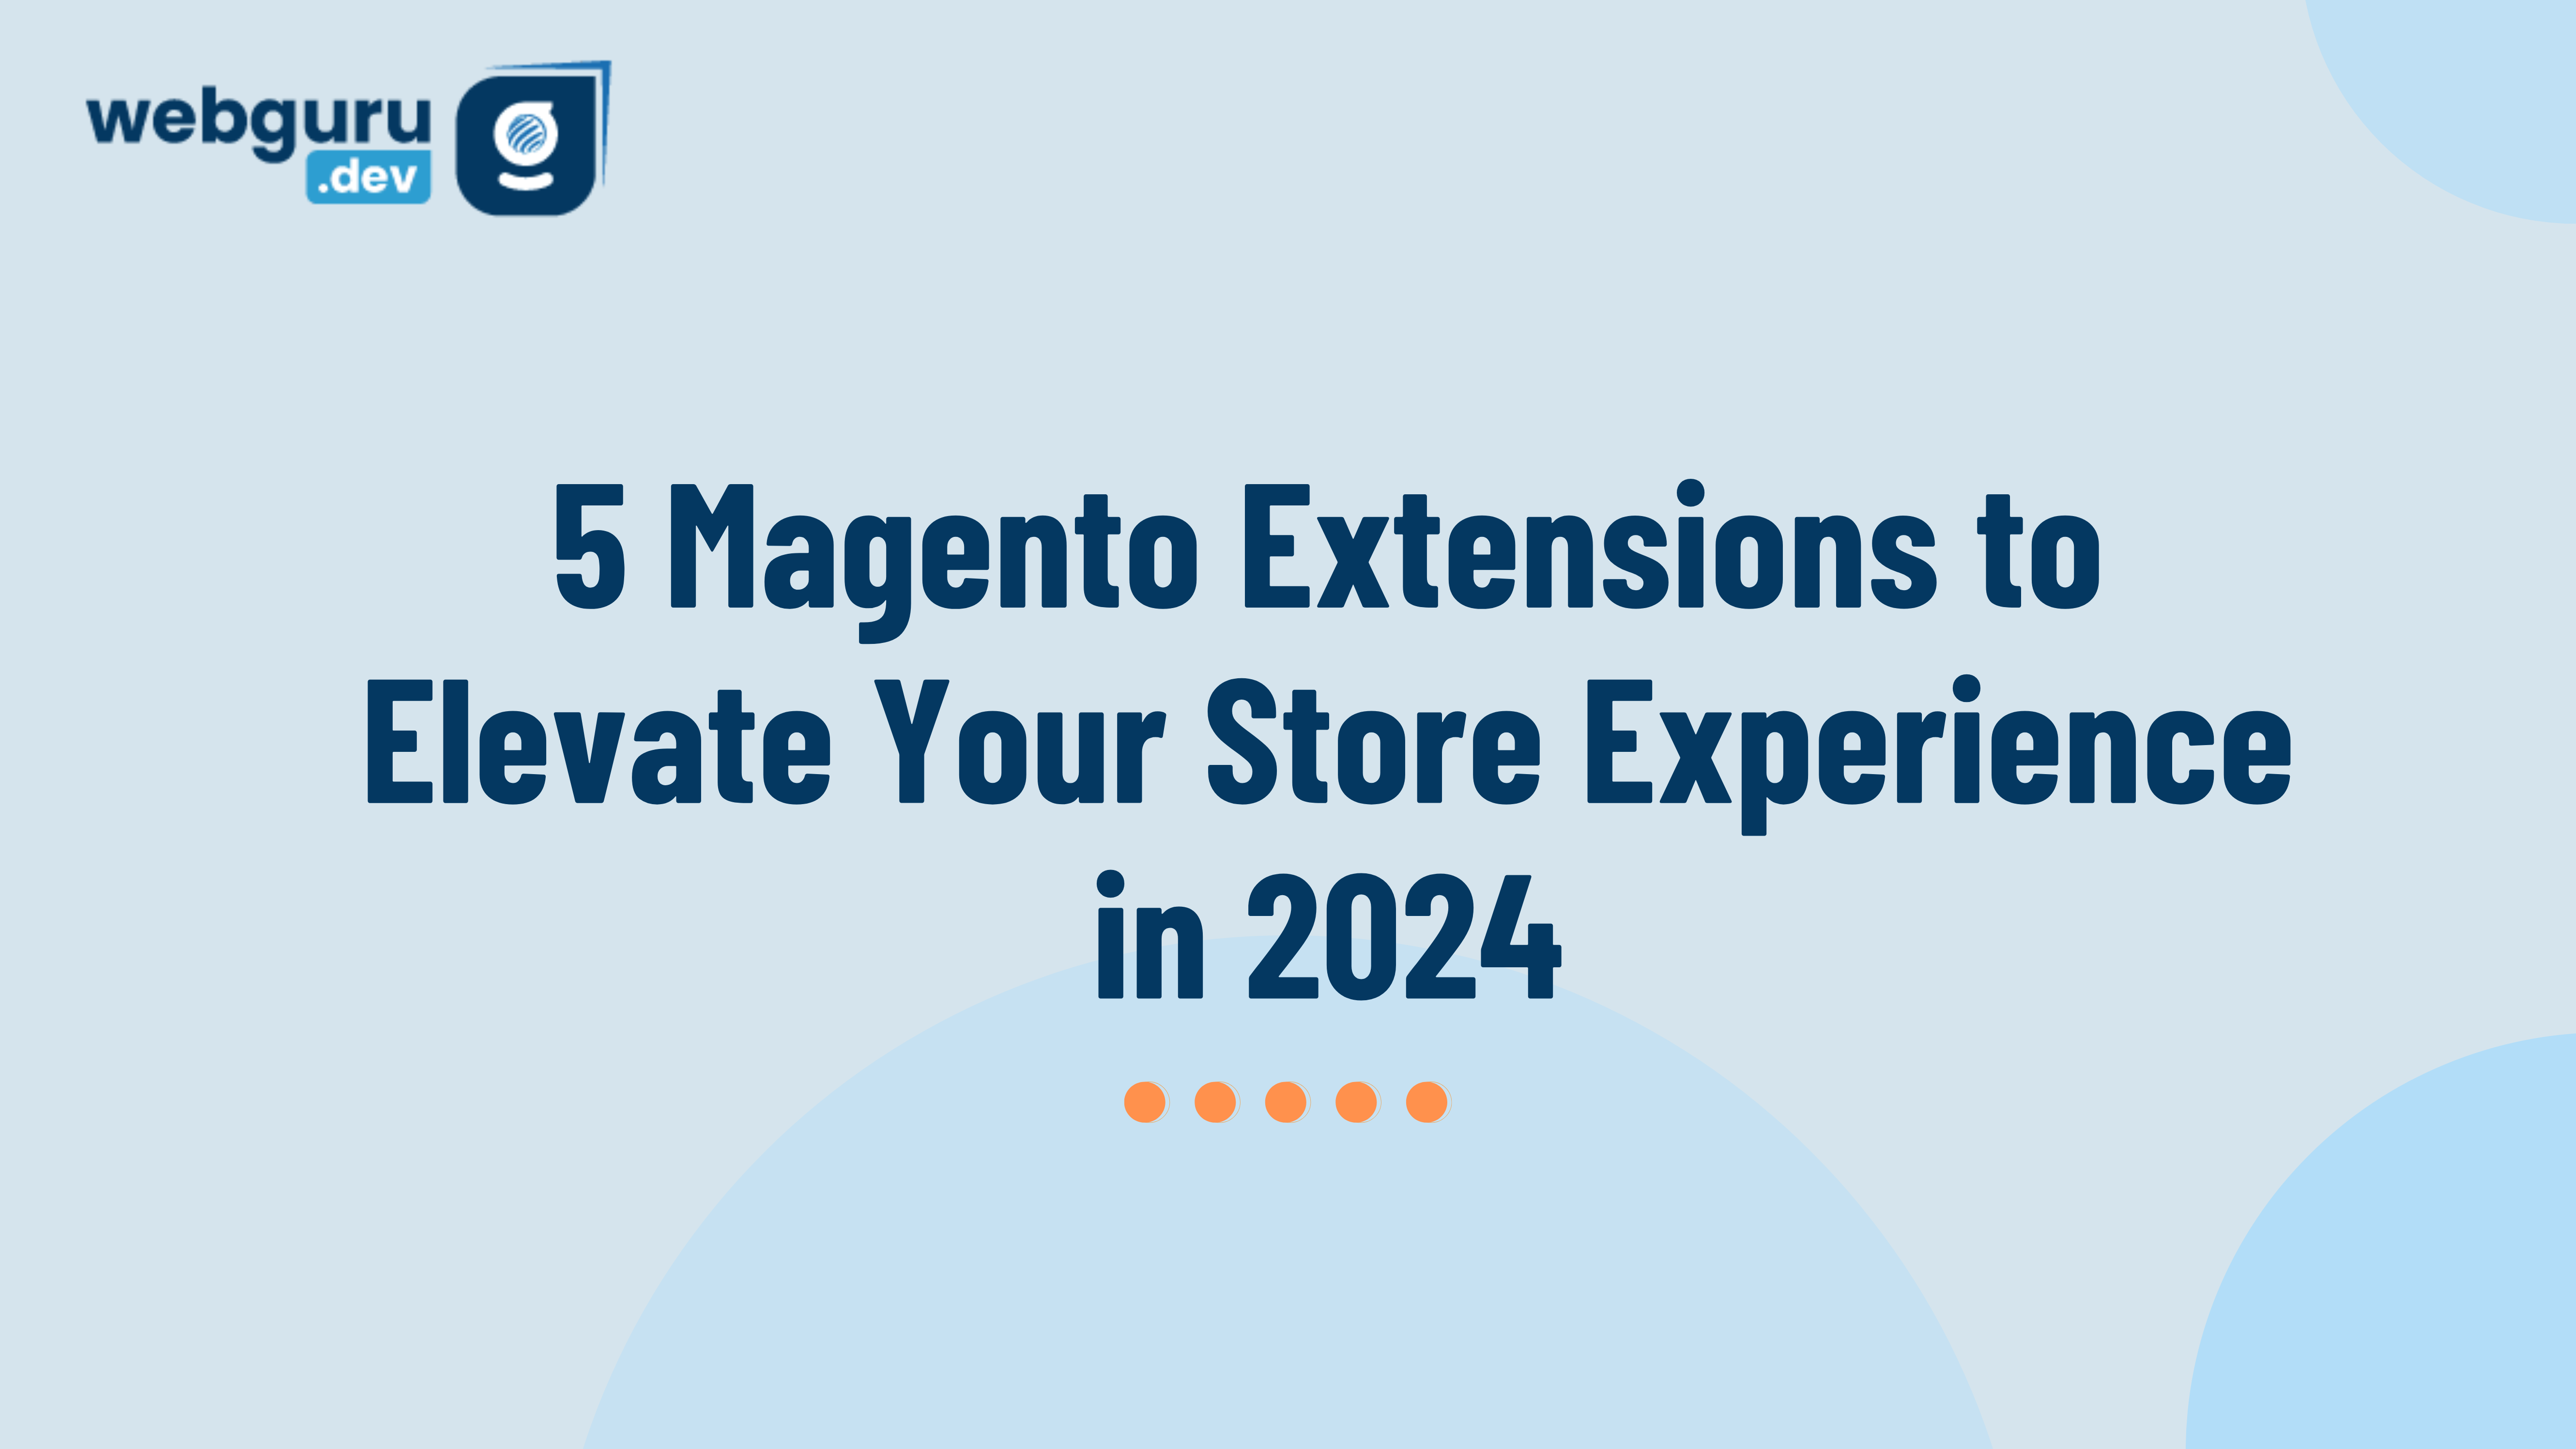 webguru
.dev
5 Magento Extensions to
Elevate Your Store Experience
in 2024